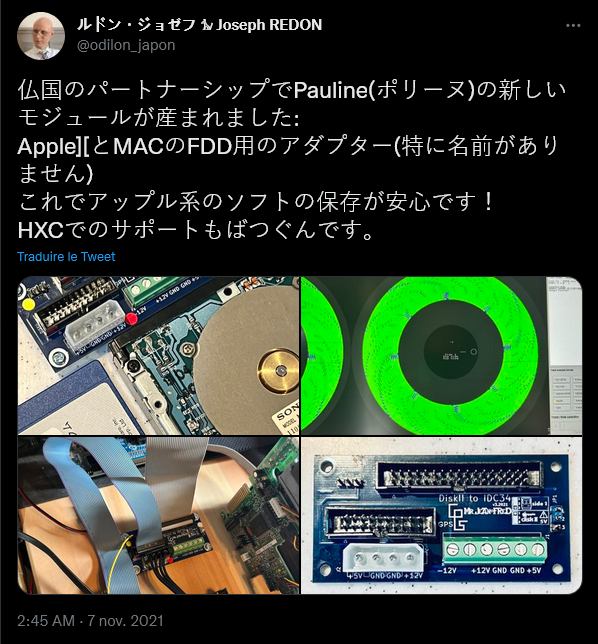 ルドン・ジョゼフ Joseph REDON
@odilon_japon
仏国のパートナーシップでPauline(ポリーヌ)の新しい
モジュールが産まれました:
Apple][とMACのFDD用のアダプター(特に名前があり
ません)
これでアップル系のソフトの保存が安心です！
HXCでのサポートもばつぐんです。
Traduire le Tweet
+12V GND GND
+5V GND GND +12V
SONY
DiskII to IDC34
side 1
GPS
MR JEAMFRED
+5V GND GND +12V
-12V +12V GND GND +5V
2:45 AM · 7 nov. 2021